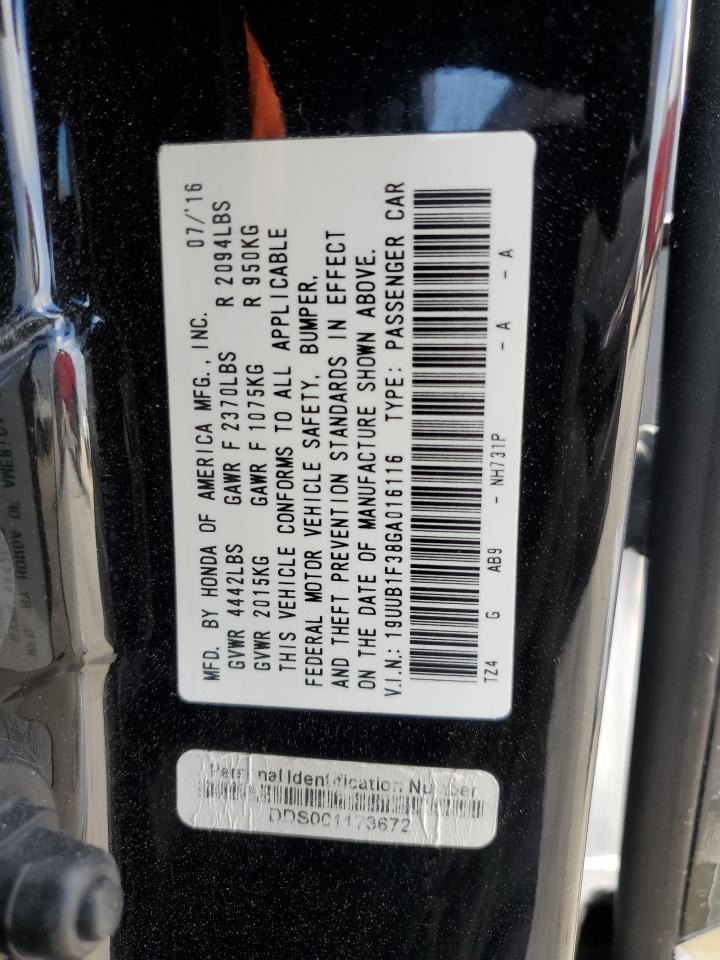 MFD. BY HONDA OF AMERICA MFG., INC. 07/'16
GVWR 4442LBS GAWR F 2370LBS R 2094LBS
GVWR 2015KG GAWR F 1075KG R 950KG
THIS VEHICLE CONFORMS TO ALL APPLICABLE
FEDERAL MOTOR VEHICLE SAFETY, BUMPER,
AND THEFT PREVENTION STANDARDS IN EFFECT
ON THE DATE OF MANUFACTURE SHOWN ABOVE.
V.I.N.: 19UUB1F38GA016116 TYPE: PASSENGER CAR
TZ4 G AB9 - NH731P - A - A
Personal Identification Number
DDS001173672